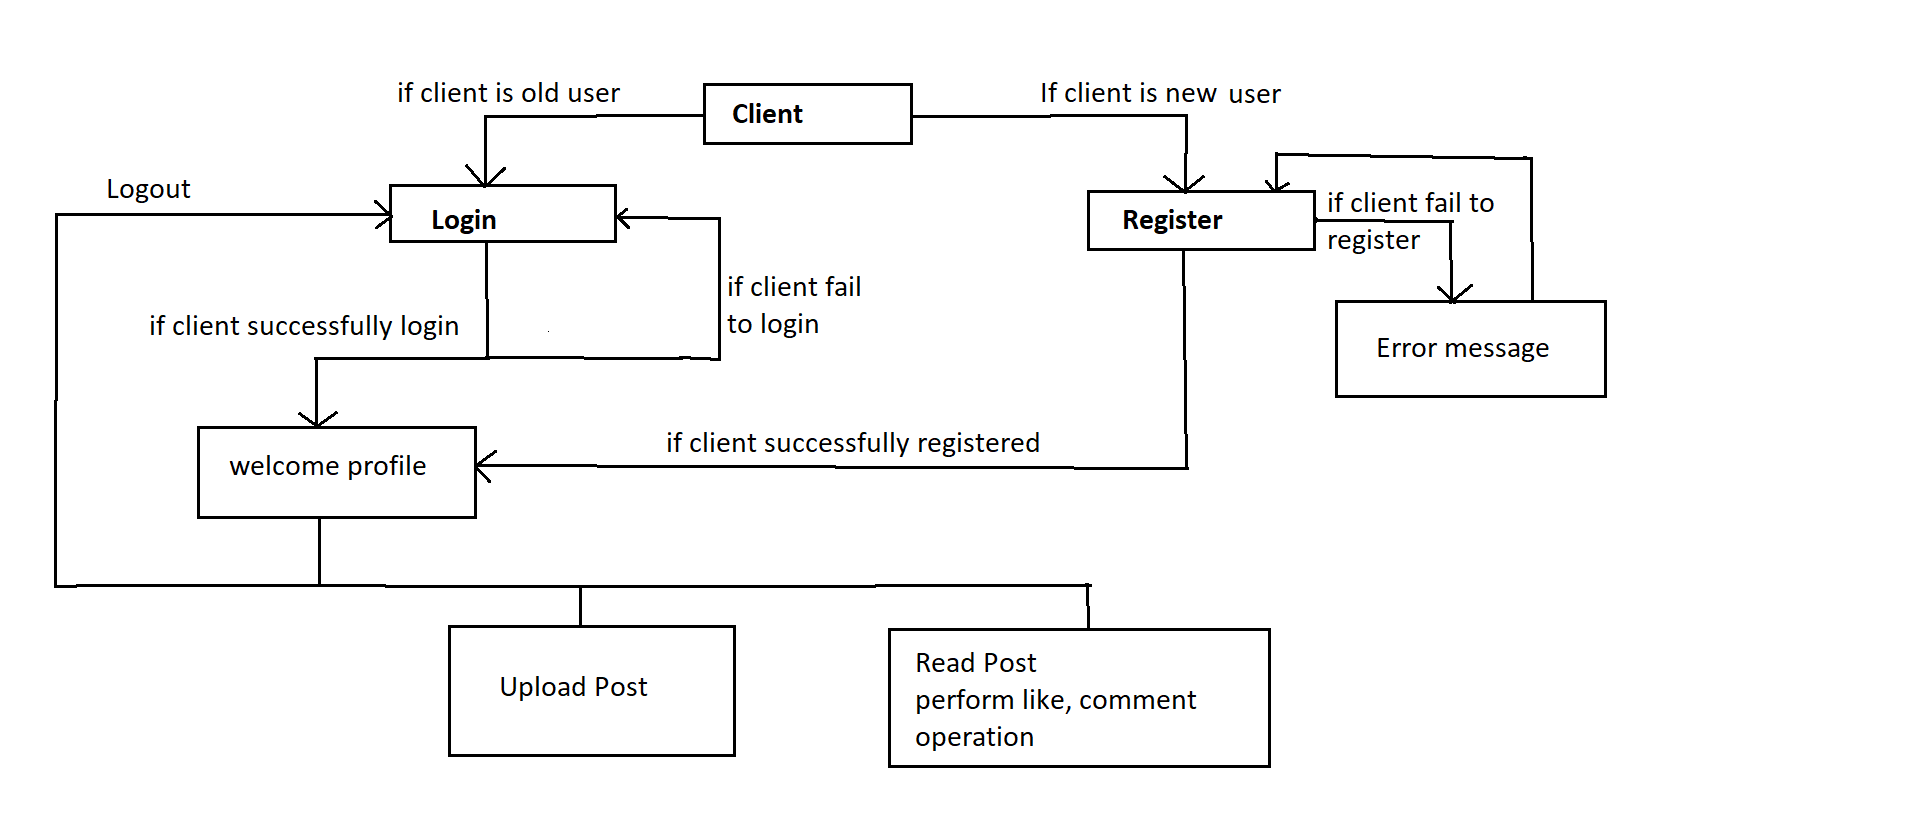 if client is old user
Client
If client is new user
Logout
Login
Register
if client fail to
register
if client fail
to login
if client successfully login
Error message
if client successfully registered
welcome profile
Upload Post
Read Post
perform like, comment
operation